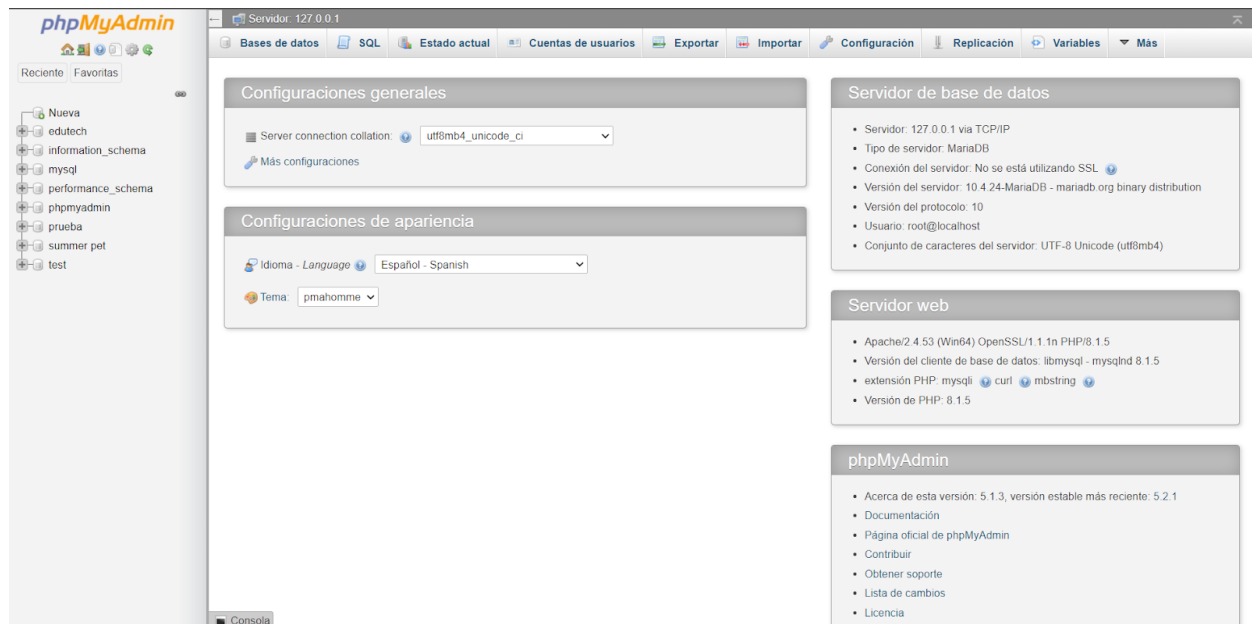 phpMyAdmin
Reciente Favoritas
Nueva
edutech
information_schema
mysql
performance_schema
phpmyadmin
prueba
summer pet
test
Servidor: 127.0.0.1
Bases de datos SQL Estado actual Cuentas de usuarios Exportar Importar Configuración Replicación Variables Más
Configuraciones generales
Server connection collation: utf8mb4_unicode_ci
Más configuraciones
Configuraciones de apariencia
Idioma - Language Español - Spanish
Tema: pmahomme
Servidor de base de datos
• Servidor: 127.0.0.1 via TCP/IP
• Tipo de servidor: MariaDB
• Conexión del servidor: No se está utilizando SSL
• Versión del servidor: 10.4.24-MariaDB - mariadb.org binary distribution
• Versión del protocolo: 10
• Usuario: root@localhost
• Conjunto de caracteres del servidor: UTF-8 Unicode (utf8mb4)
Servidor web
• Apache/2.4.53 (Win64) OpenSSL/1.1.1n PHP/8.1.5
• Versión del cliente de base de datos: libmysql - mysqlnd 8.1.5
• extensión PHP: mysqli curl mbstring
• Versión de PHP: 8.1.5
phpMyAdmin
• Acerca de esta versión: 5.1.3, versión estable más reciente: 5.2.1
• Documentación
• Página oficial de phpMyAdmin
• Contribuir
• Obtener soporte
• Lista de cambios
• Licencia
Consola